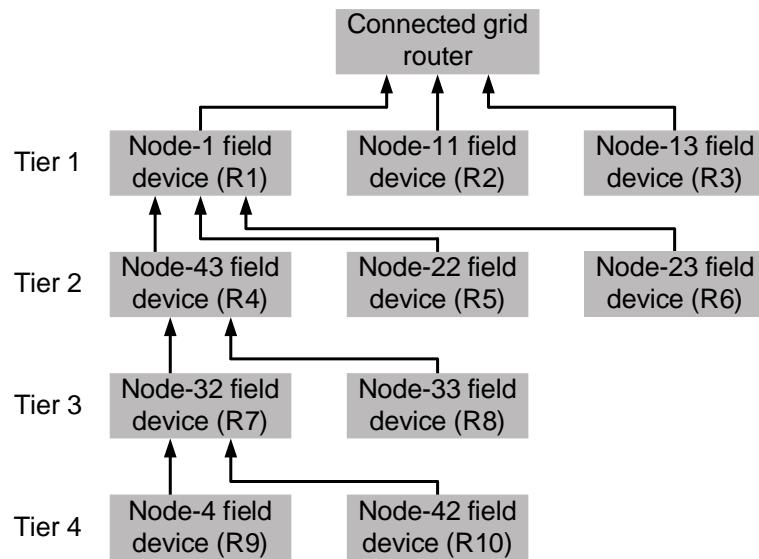 Connected grid
router
Tier 1
Node-1 field
device (R1)
Node-11 field
device (R2)
Node-13 field
device (R3)
Tier 2
Node-43 field
device (R4)
Node-22 field
device (R5)
Node-23 field
device (R6)
Tier 3
Node-32 field
device (R7)
Node-33 field
device (R8)
Tier 4
Node-4 field
device (R9)
Node-42 field
device (R10)